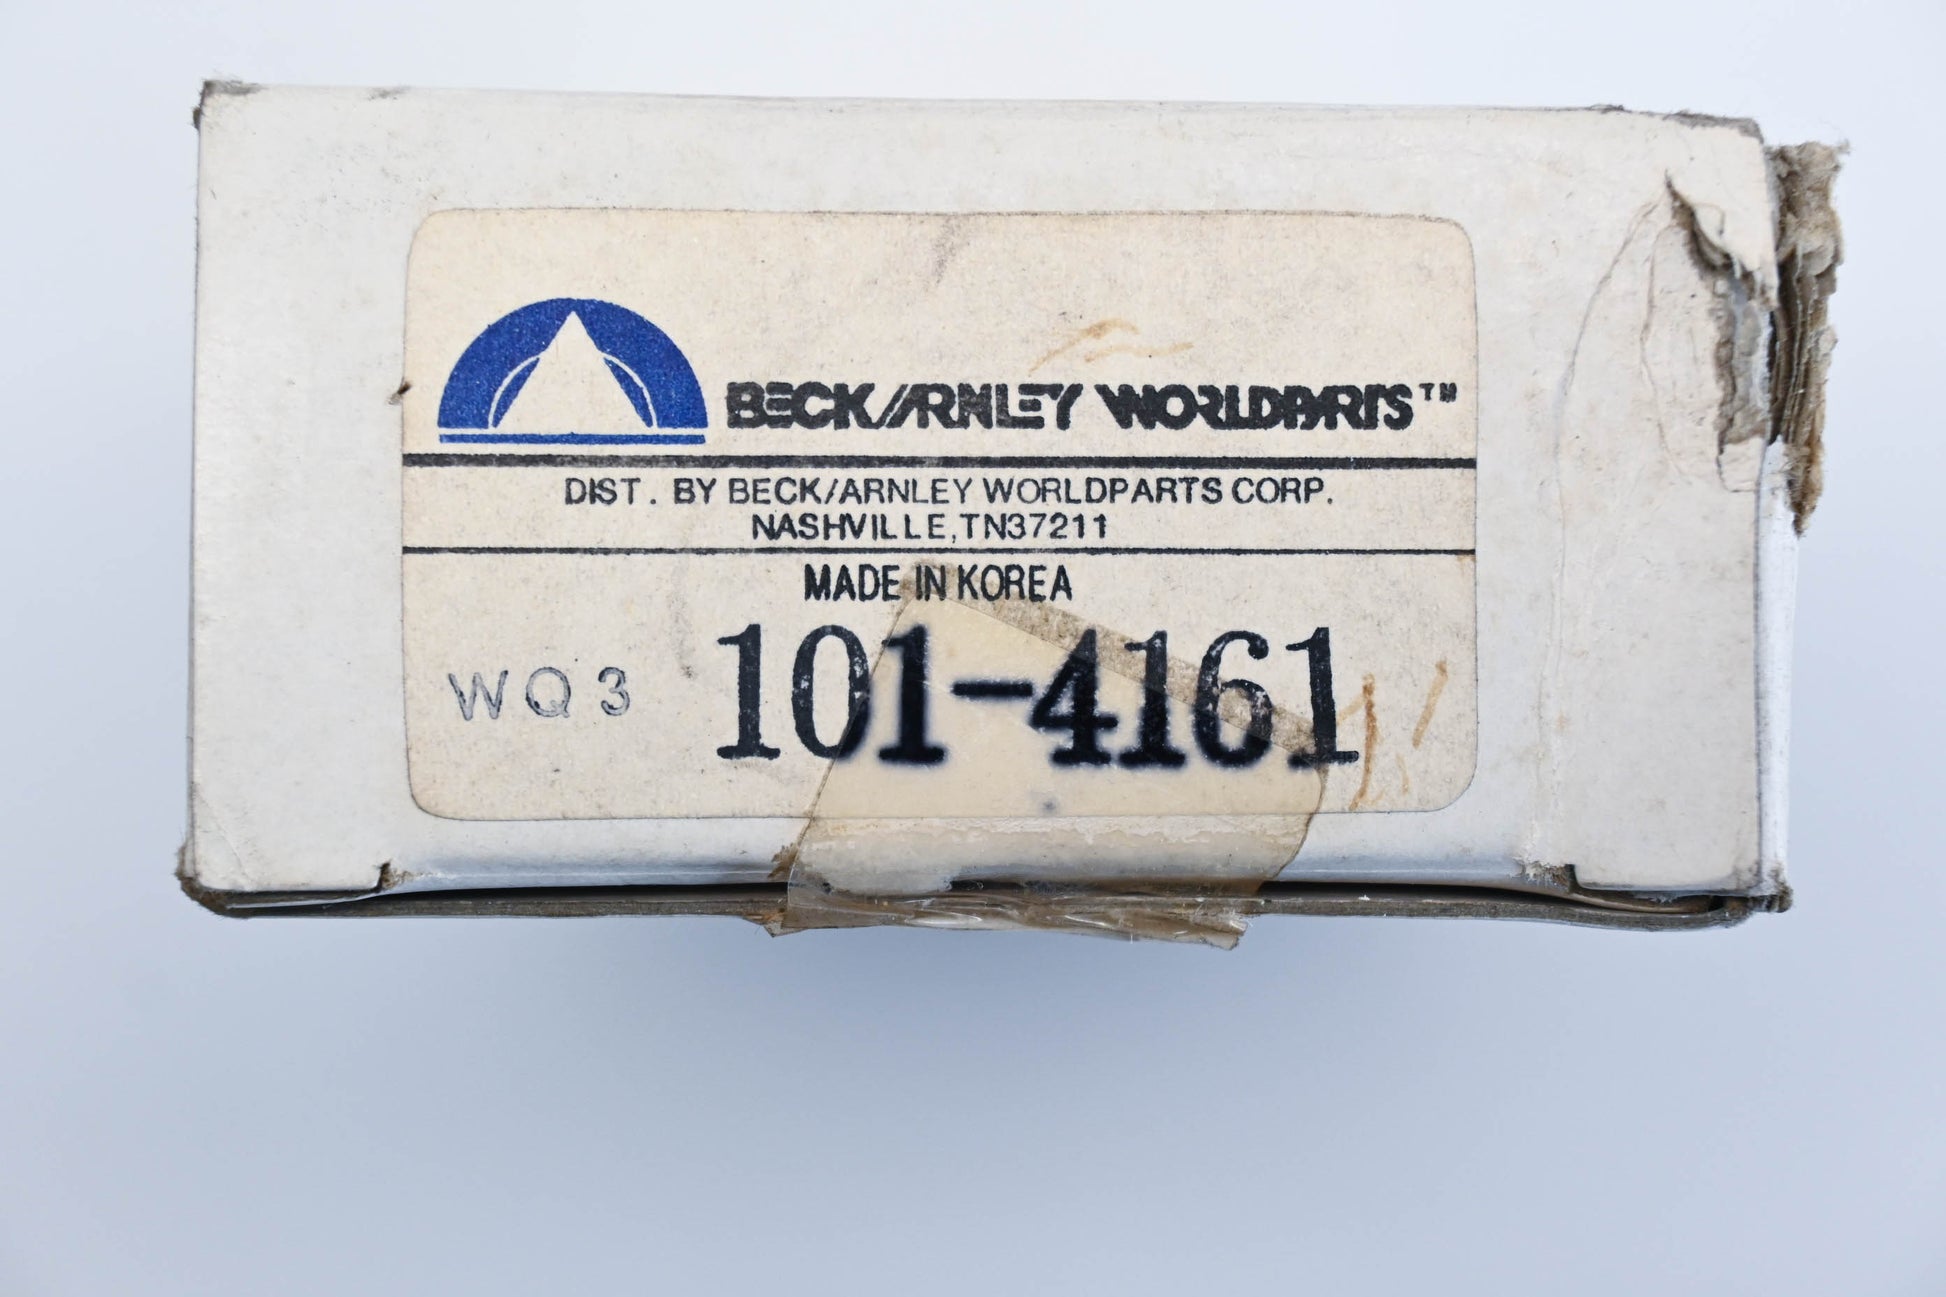 BECK/ARNLEY WORLDPARTS™
DIST. BY BECK/ARNLEY WORLDPARTS CORP.
NASHVILLE, TN37211
MADE IN KOREA
WQ3 101-4161